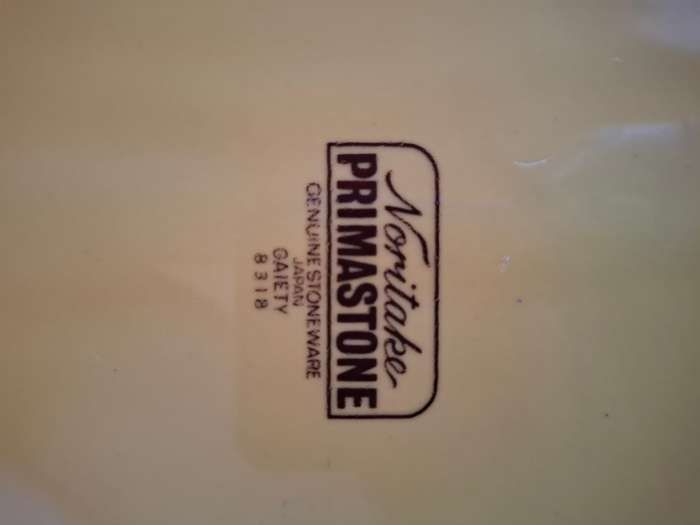 Noritake
PRIMASTONE
GENUINE STONEWARE
JAPAN
GAIETY
8318